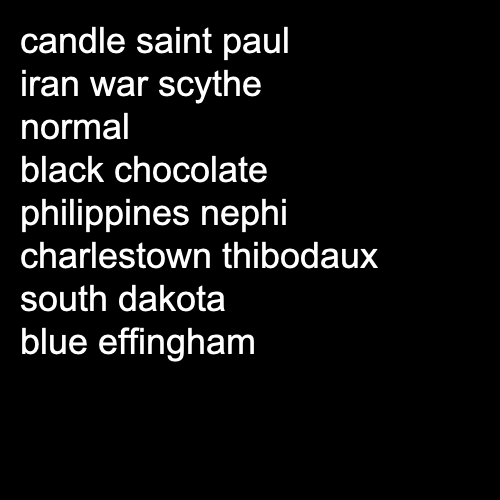 candle saint paul
iran war scythe
normal
black chocolate
philippines nephi
charlestown thibodaux
south dakota
blue effingham